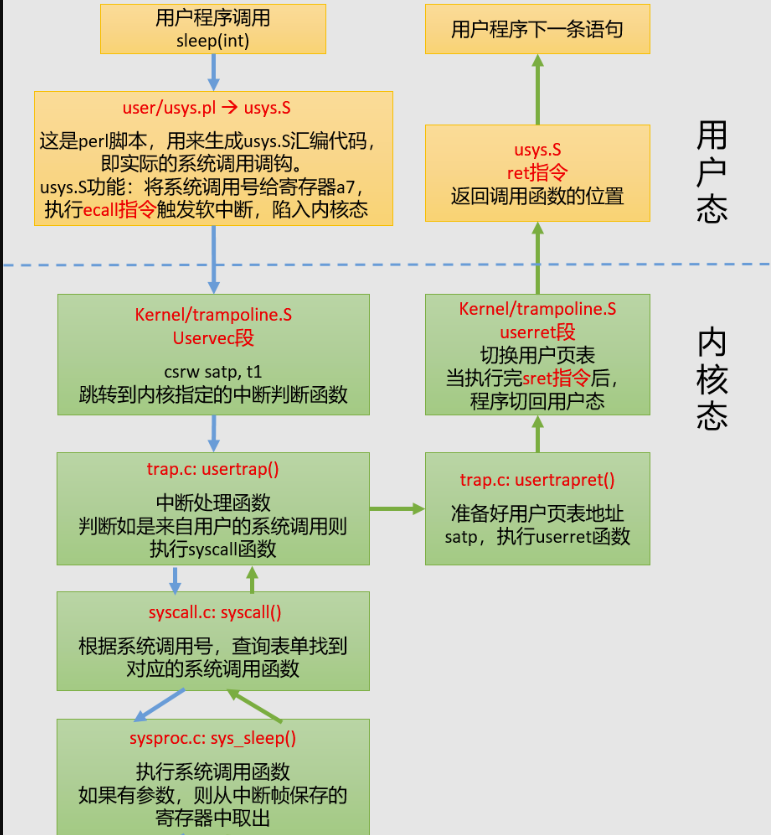 用户程序调用
sleep(int)
user/usys.pl → usys.S
这是perl脚本，用来生成usys.S汇编代码，
即实际的系统调用调钩。
usys.S功能：将系统调用号给寄存器a7，
执行ecall指令触发软中断，陷入内核态
用户程序下一条语句
usys.S
ret指令
返回调用函数的位置
用户态
Kernel/trampoline.S
Uservec段
csrw satp, t1
跳转到内核指定的中断判断函数
Kernel/trampoline.S
userret段
切换用户页表
当执行完sret指令后，
程序切回用户态
内核态
trap.c: usertrap()
中断处理函数
判断如是来自用户的系统调用则
执行syscall函数
trap.c: usertrapret()
准备好用户页表地址
satp，执行userret函数
syscall.c: syscall()
根据系统调用号，查询表单找到
对应的系统调用函数
sysproc.c: sys_sleep()
执行系统调用函数
如果有参数，则从中断帧保存的
寄存器中取出